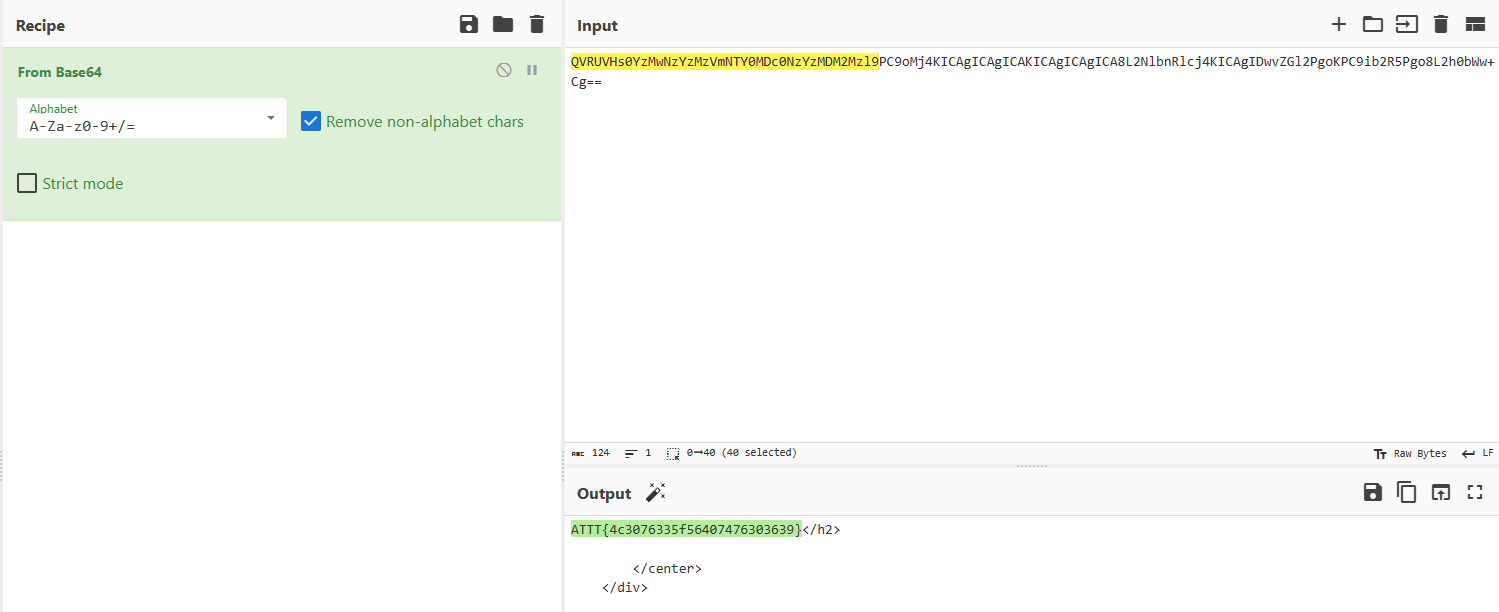 Recipe
From Base64
Alphabet
A-Za-z0-9+/=
Remove non-alphabet chars
Strict mode
Input
QVRUVHs0YzMwNzYzMzVmNTY0MDc0NzYzMDM2Mzl9PC9oMj4KICAgICAgICAKICAgICAgICA8L2NlbnRlcj4KICAgIDwvZGl2PgoKPC9ib2R5Pgo8L2h0bWw+
Cg==
ABC 124 1 0→40 (40 selected) Tт Raw Bytes LF
Output
ATTT{4c3076335f56407476303639}</h2>
</center>
</div>